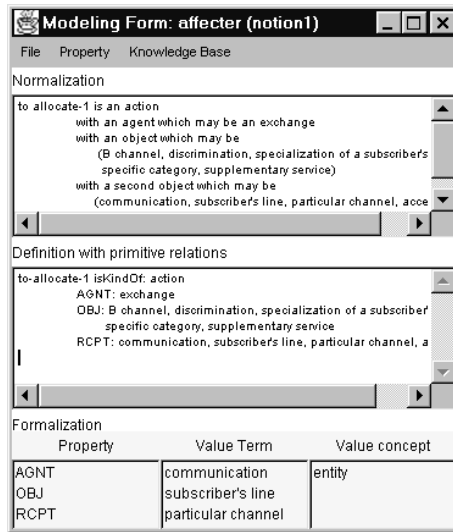 Modeling Form: affecter (notion1)
File Property Knowledge Base
Normalization
to allocate-1 is an action
with an agent which may be an exchange
with an object which may be
(B channel, discrimination, specialization of a subscriber's
specific category, supplementary service)
with a second object which may be
(communication, subscriber's line, particular channel, acce
Definition with primitive relations
to-allocate-1 isKindOf: action
AGNT: exchange
OBJ: B channel, discrimination, specialization of a subscriber'
specific category, supplementary service
RCPT: communication, subscriber's line, particular channel, a
Formalization
Property Value Term Value concept
AGNT communication entity
OBJ subscriber's line
RCPT particular channel